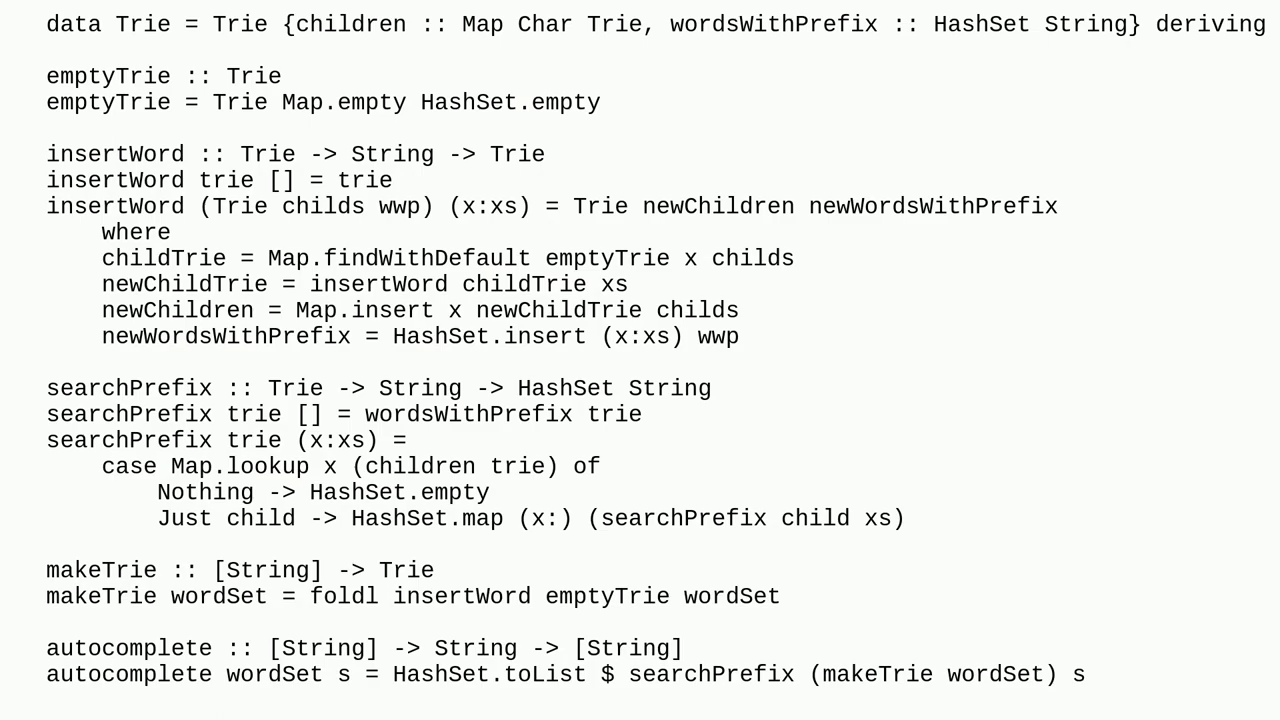 data Trie = Trie {children :: Map Char Trie, wordsWithPrefix :: HashSet String} deriving
emptyTrie :: Trie
emptyTrie = Trie Map.empty HashSet.empty
insertWord :: Trie -> String -> Trie
insertWord trie [] = trie
insertWord (Trie childs wwp) (x:xs) = Trie newChildren newWordsWithPrefix
    where
    childTrie = Map.findWithDefault emptyTrie x childs
    newChildTrie = insertWord childTrie xs
    newChildren = Map.insert x newChildTrie childs
    newWordsWithPrefix = HashSet.insert (x:xs) wwp
searchPrefix :: Trie -> String -> HashSet String
searchPrefix trie [] = wordsWithPrefix trie
searchPrefix trie (x:xs) =
    case Map.lookup x (children trie) of
        Nothing -> HashSet.empty
        Just child -> HashSet.map (x:) (searchPrefix child xs)
makeTrie :: [String] -> Trie
makeTrie wordSet = foldl insertWord emptyTrie wordSet
autocomplete :: [String] -> String -> [String]
autocomplete wordSet s = HashSet.toList $ searchPrefix (makeTrie wordSet) s